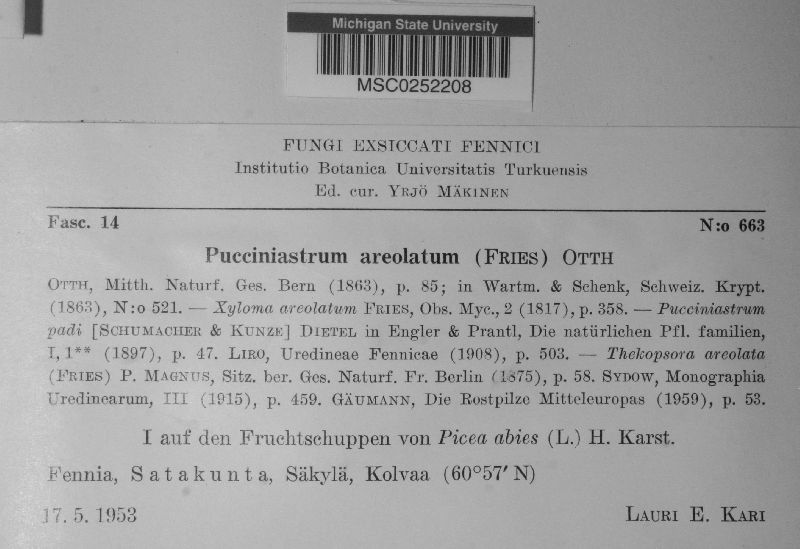 Michigan State University
MSC0252208
FUNGI EXSICCATI FENNICI
Institutio Botanica Universitatis Turkuensis
Ed. cur. YRJÖ MÄKINEN
Fasc. 14 N:o 663
Pucciniastrum areolatum (FRIES) OTTH
OTTH, Mitth. Naturf. Ges. Bern (1863), p. 85; in Wartm. & Schenk, Schweiz. Krypt.
(1863), N:o 521. — Xyloma areolatum FRIES, Obs. Myc., 2 (1817), p. 358. — Pucciniastrum
padi [SCHUMACHER & KUNZE] DIETEL in Engler & Prantl, Die natürlichen Pfl. familien,
I, 1** (1897), p. 47. LIRO, Uredineae Fennicae (1908), p. 503. — Thekopsora areolata
(FRIES) P. MAGNUS, Sitz. ber. Ges. Naturf. Fr. Berlin (1875), p. 58. SYDOW, Monographia
Uredinearum, III (1915), p. 459. GÄUMANN, Die Rostpilze Mitteleuropas (1959), p. 53.
I auf den Fruchtschuppen von Picea abies (L.) H. Karst.
Fennia, Satakunta, Säkylä, Kolvaa (60°57′ N)
17. 5. 1953 LAURI E. KARI